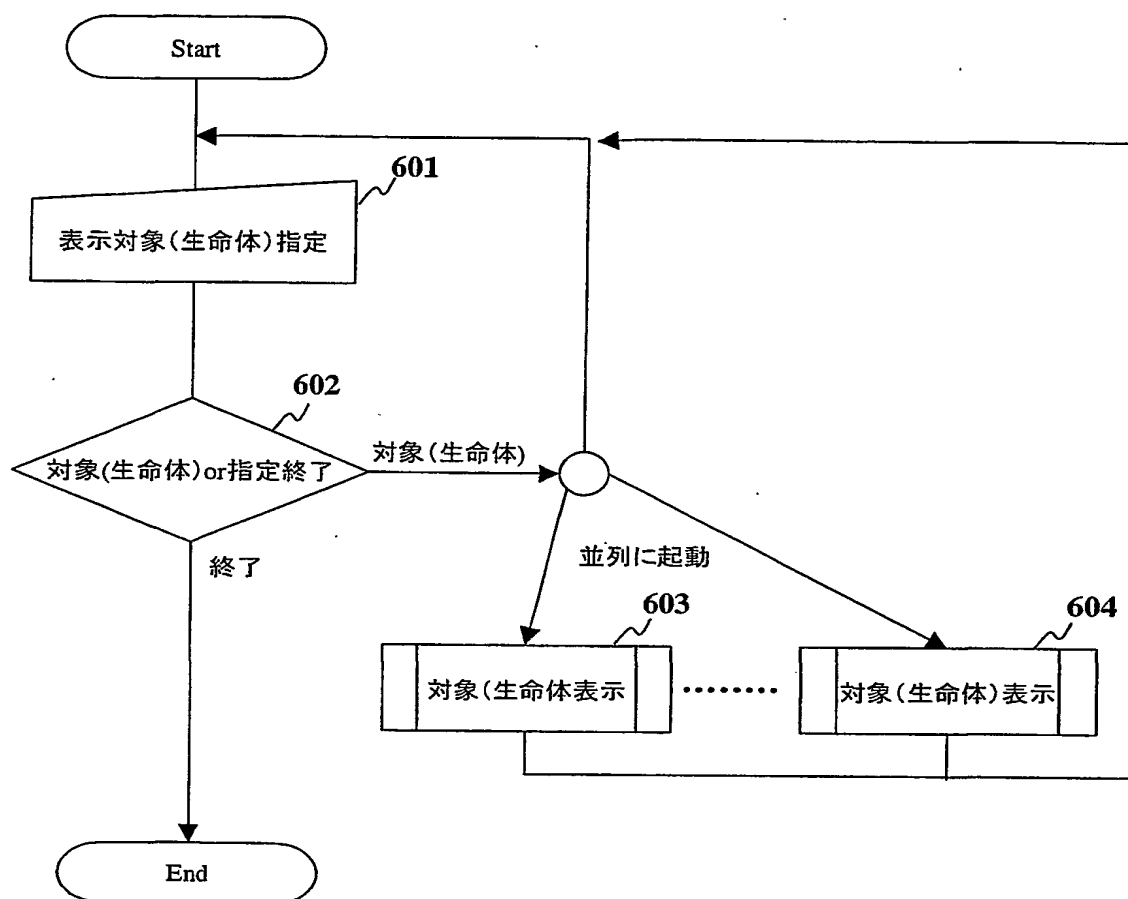 Start
601
表示対象(生命体)指定
602
対象(生命体)or指定終了
対象(生命体)
終了
並列に起動
603
対象(生命体表示
604
対象(生命体)表示
End